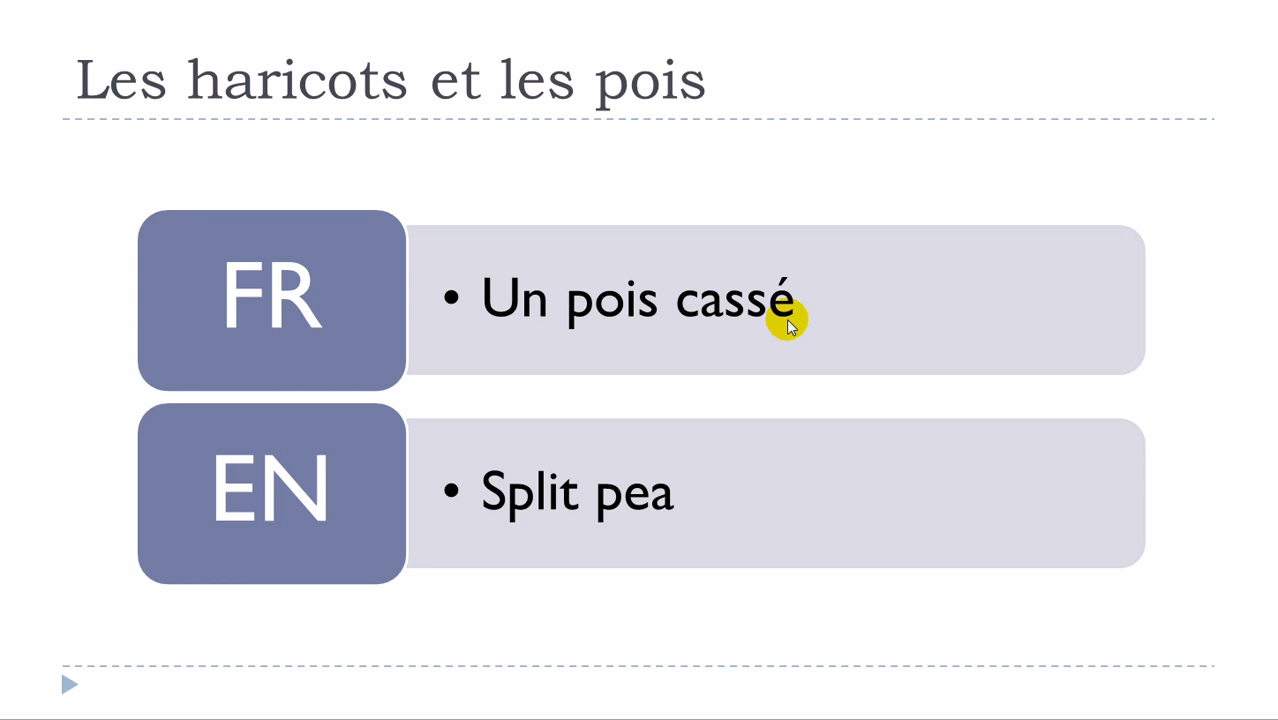 Les haricots et les pois
FR
• Un pois cassé
EN
• Split pea